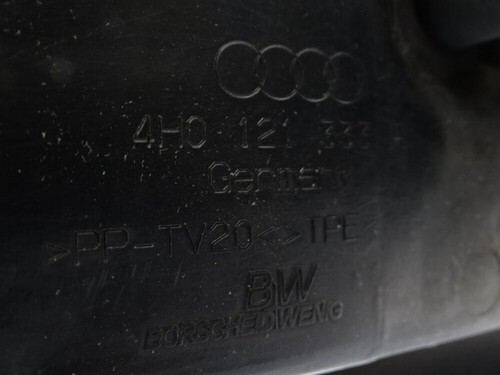 4H0 121 333
Germany
>PP-TV20<>TPE<
BW
BORSCHEDWENG